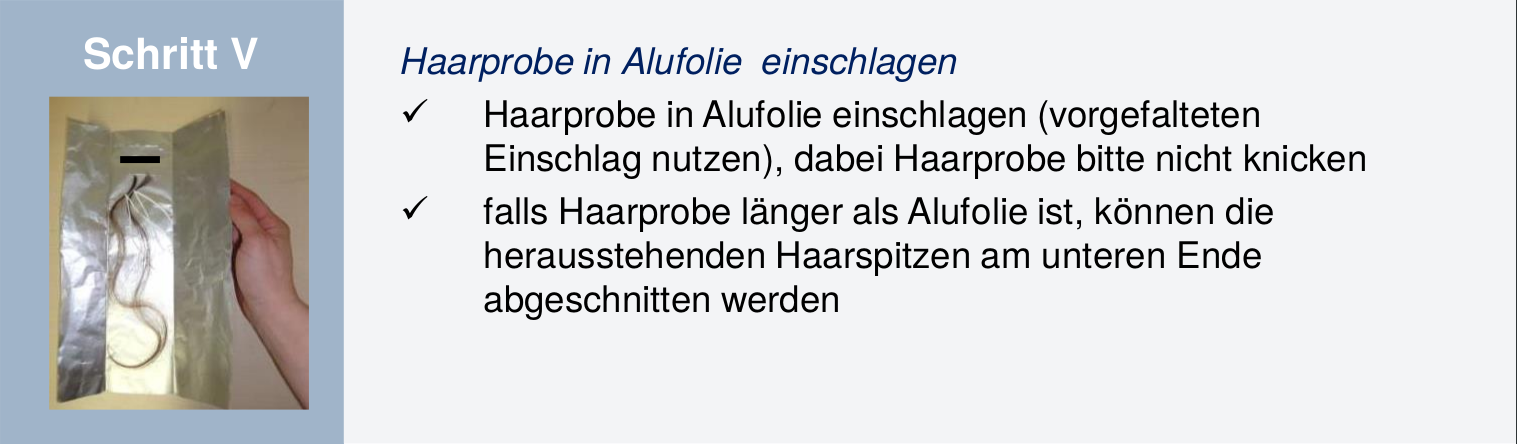 Schritt V
Haarprobe in Alufolie einschlagen
✓ Haarprobe in Alufolie einschlagen (vorgefalteten
Einschlag nutzen), dabei Haarprobe bitte nicht knicken
✓ falls Haarprobe länger als Alufolie ist, können die
herausstehenden Haarspitzen am unteren Ende
abgeschnitten werden